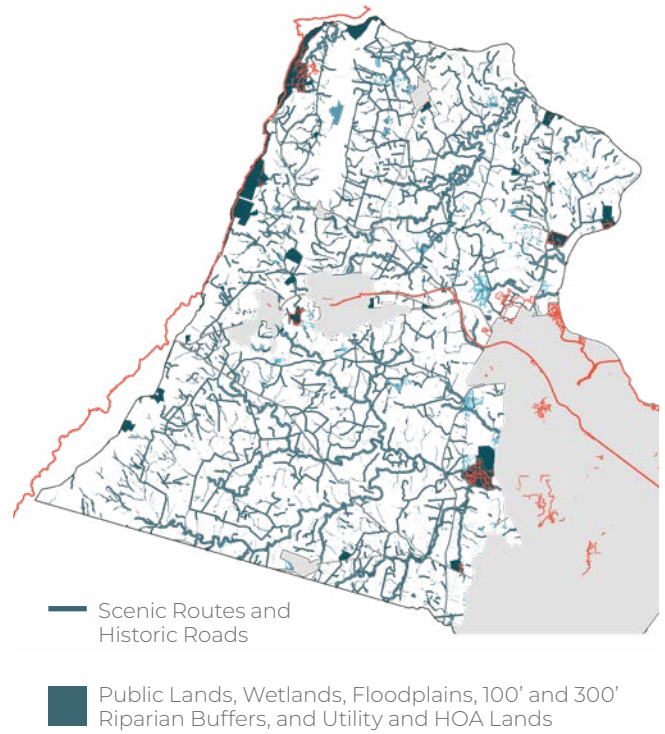 Scenic Routes and
Historic Roads
Public Lands, Wetlands, Floodplains, 100’ and 300’
Riparian Buffers, and Utility and HOA Lands